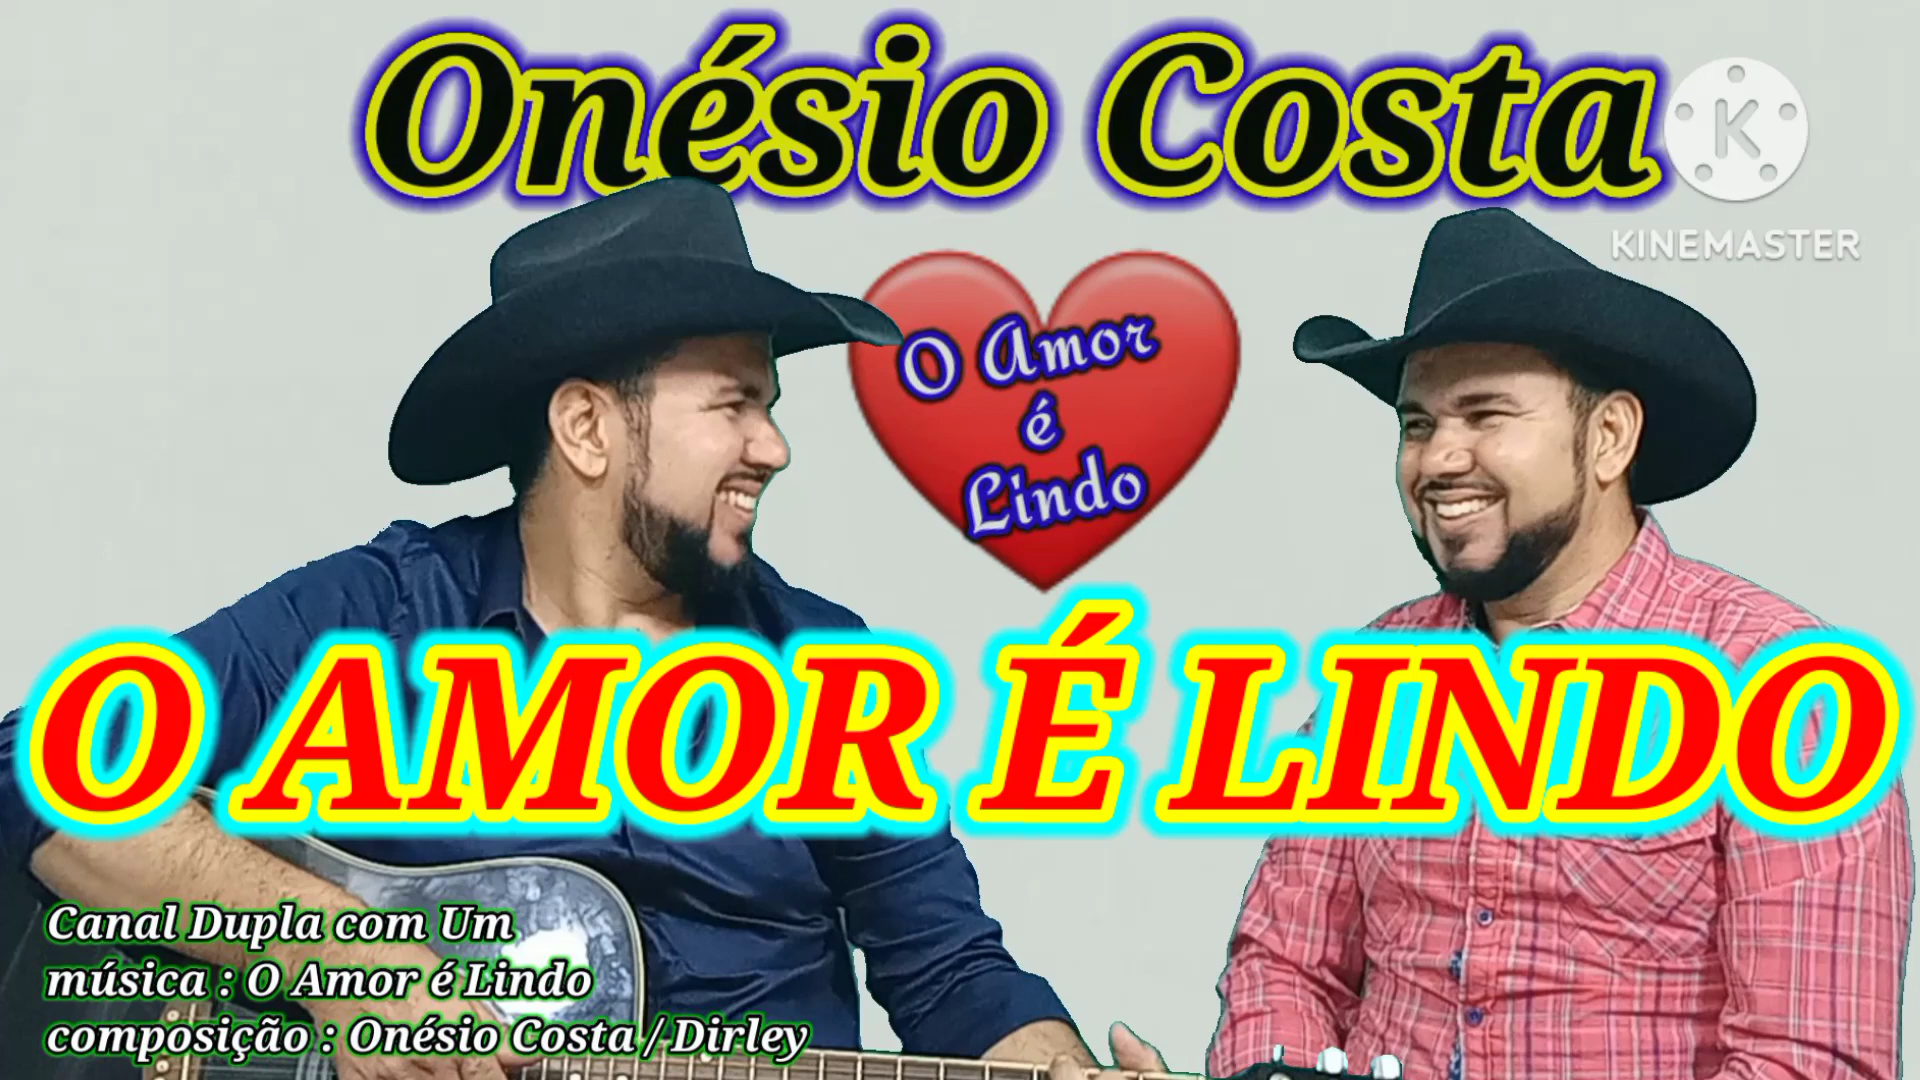 Onésio Costa
K
KINEMASTER
O Amor
é
Lindo
O AMOR É LINDO
Canal Dupla com Um
música : O Amor é Lindo
composição : Onésio Costa / Dirley